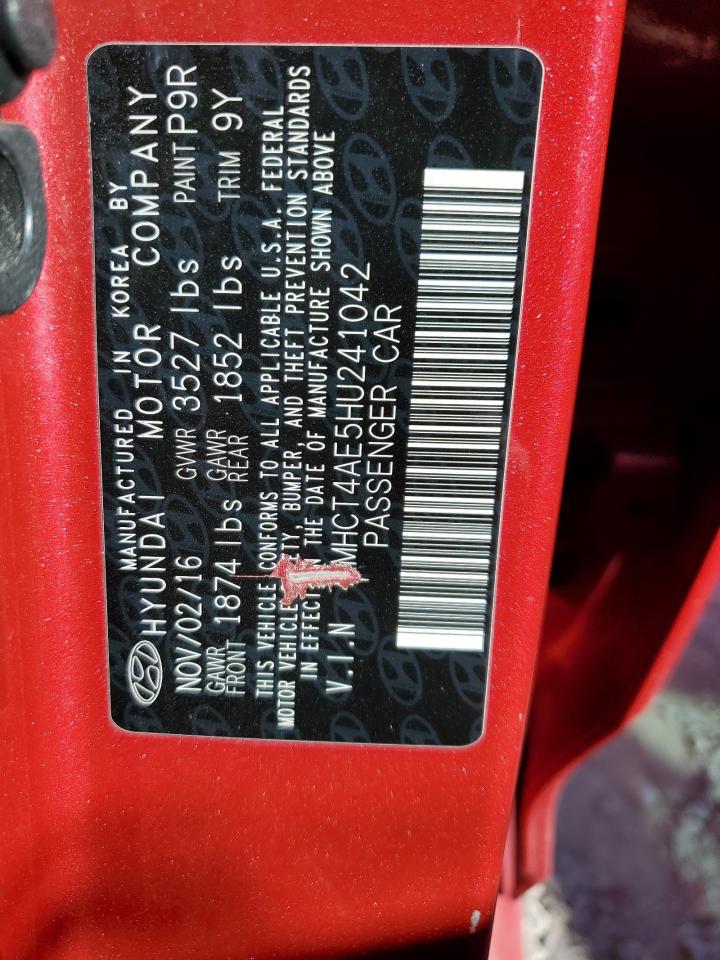 MANUFACTURED IN KOREA BY
HYUNDAI MOTOR COMPANY
NOV/02/16 GVWR 3527 lbs PAINT P9R
GAWR FRONT 1874 lbs GAWR REAR 1852 lbs TRIM 9Y
THIS VEHICLE CONFORMS TO ALL APPLICABLE U.S.A. FEDERAL
MOTOR VEHICLE BUMPER, AND THEFT PREVENTION STANDARDS
IN EFFECT THE DATE OF MANUFACTURE SHOWN ABOVE
V.I.N MHCT4AE5HU241042
PASSENGER CAR